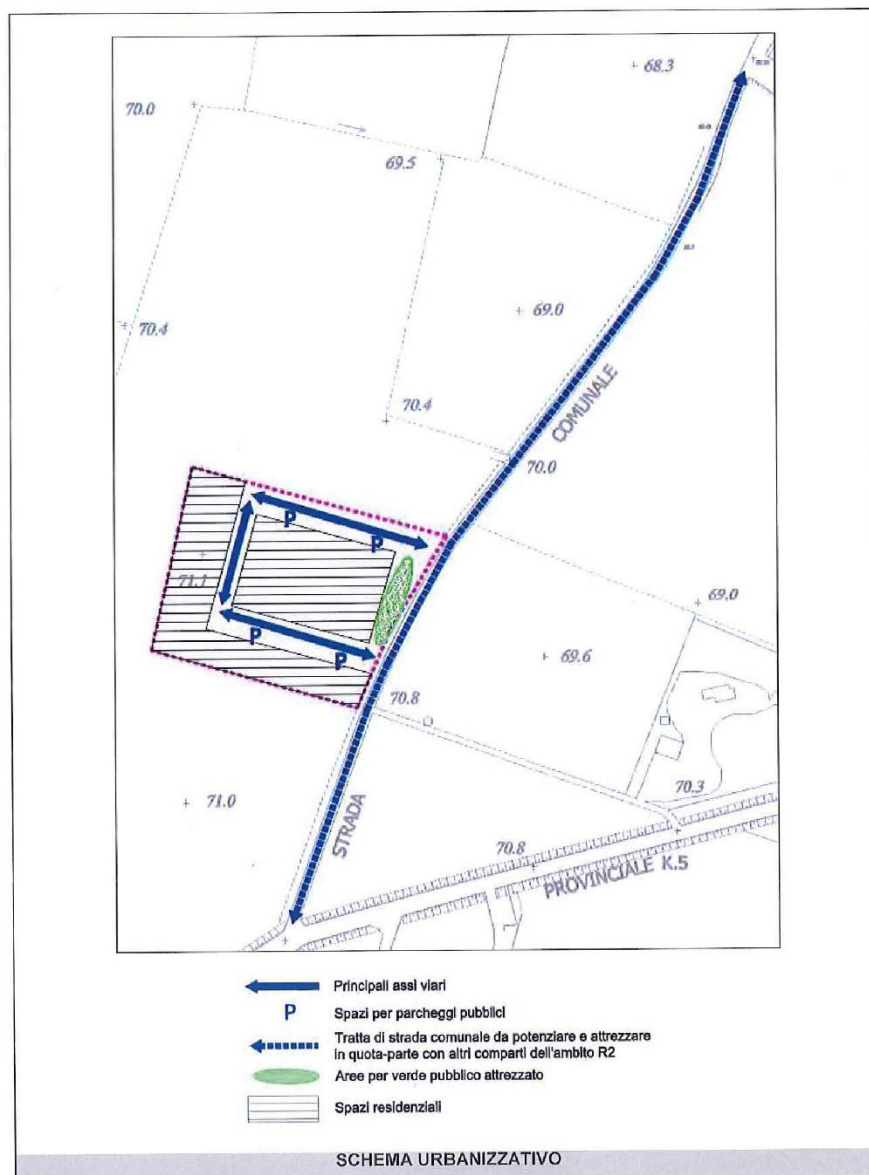 68.3
70.0
69.5
70.4
69.0
COMUNALE
70.4
70.0
P
P
71.1
69.0
P
P
69.6
70.8
70.3
71.0
STRADA
70.8
PROVINCIALE K.5
Principali assi viari
P Spazi per parcheggi pubblici
Tratta di strada comunale da potenziare e attrezzare
in quota-parte con altri comparti dell'ambito R2
Aree per verde pubblico attrezzato
Spazi residenziali
SCHEMA URBANIZZATIVO